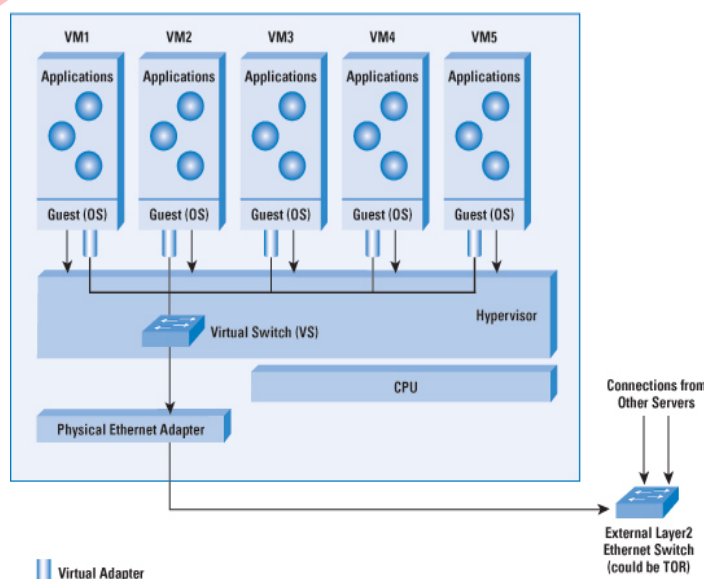 VM1 VM2 VM3 VM4 VM5
Applications Applications Applications Applications Applications
Guest (OS) Guest (OS) Guest (OS) Guest (OS) Guest (OS)
Hypervisor
Virtual Switch (VS)
CPU
Physical Ethernet Adapter
Connections from
Other Servers
External Layer2
Ethernet Switch
(could be TOR)
Virtual Adapter